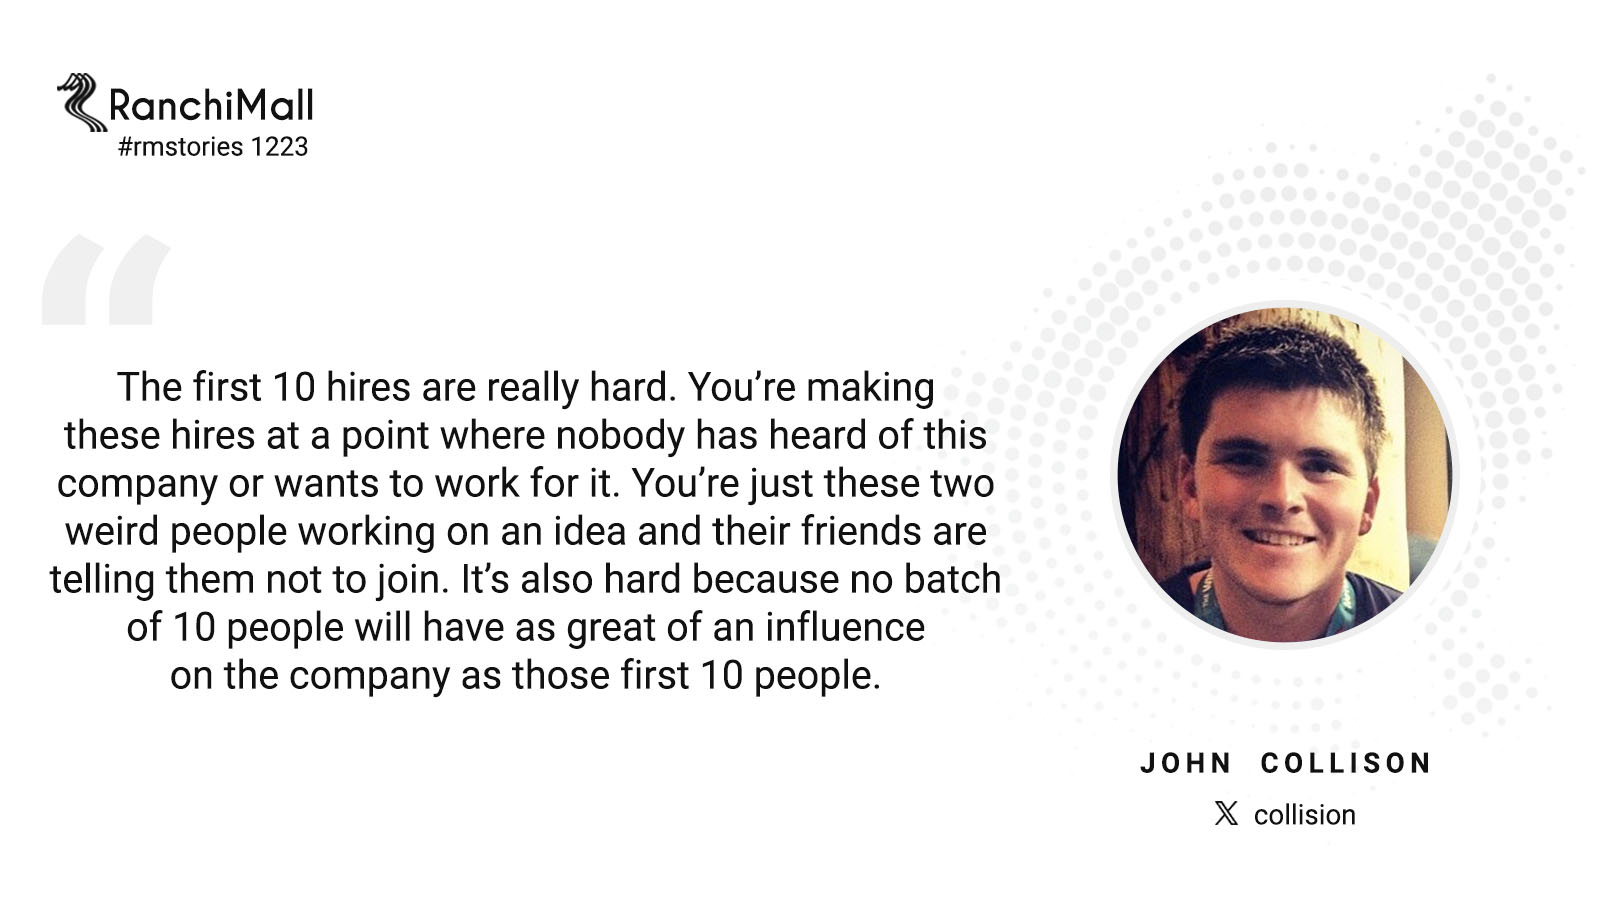 RanchiMall
#rmstories 1223
The first 10 hires are really hard. You’re making
these hires at a point where nobody has heard of this
company or wants to work for it. You’re just these two
weird people working on an idea and their friends are
telling them not to join. It’s also hard because no batch
of 10 people will have as great of an influence
on the company as those first 10 people.
JOHN COLLISON
𝕏 collision